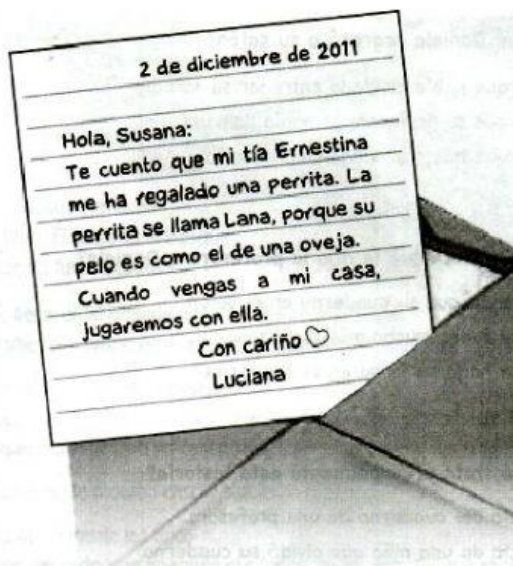 2 de diciembre de 2011
Hola, Susana:
Te cuento que mi tía Ernestina
me ha regalado una perrita. La
perrita se llama Lana, porque su
pelo es como el de una oveja.
Cuando vengas a mi casa,
jugaremos con ella.
Con cariño ♡
Luciana